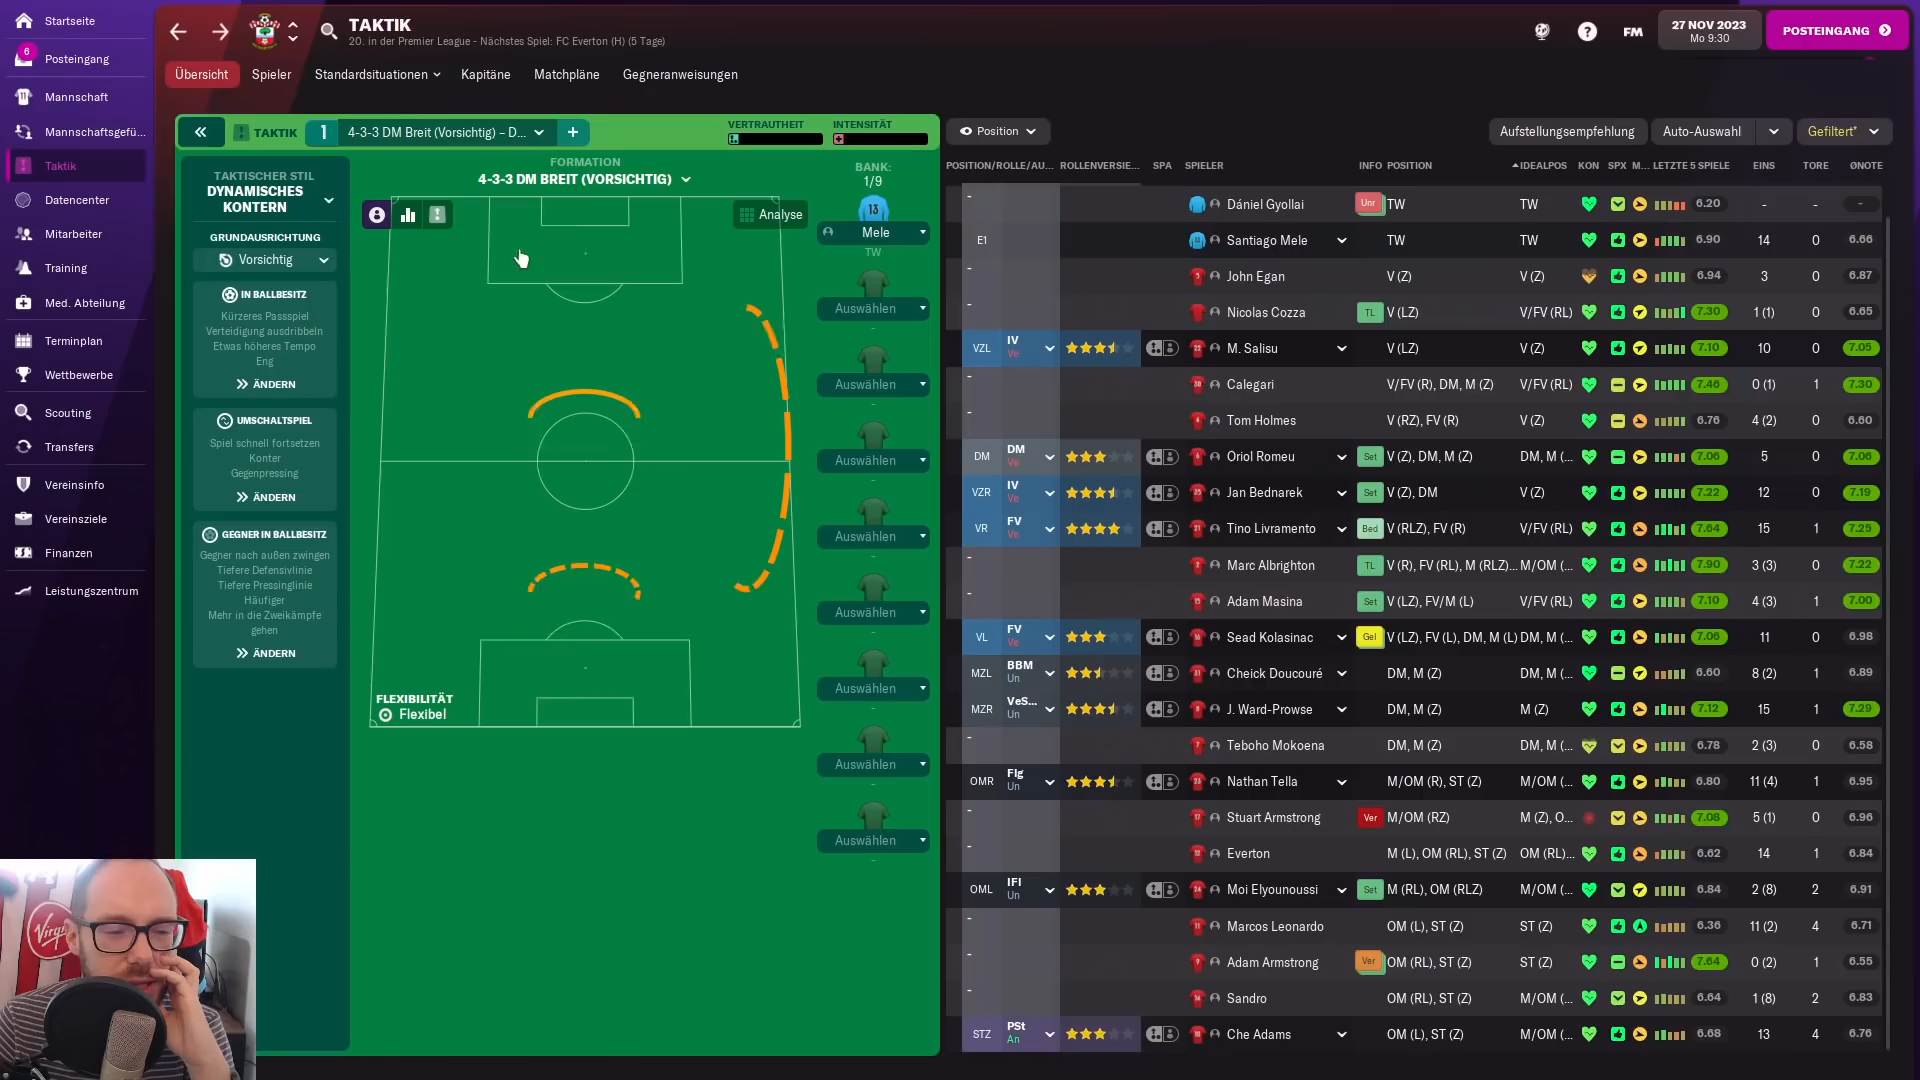 Startseite
6
Posteingang
Mannschaft
Mannschaftsgefü...
Taktik
Datencenter
Mitarbeiter
Training
Med. Abteilung
Terminplan
Wettbewerbe
Scouting
Transfers
Vereinsinfo
Vereinsziele
Finanzen
Leistungszentrum
TAKTIK
20. in der Premier League - Nächstes Spiel: FC Everton (H) (5 Tage)
FM
27 NOV 2023
Mo 9:30
POSTEINGANG
Übersicht Spieler Standardsituationen Kapitäne Matchpläne Gegneranweisungen
TAKTIK 1 4-3-3 DM Breit (Vorsichtig) – D... +
VERTRAUTHEIT INTENSITÄT
TAKTISCHER STIL
DYNAMISCHES
KONTERN
GRUNDAUSRICHTUNG
Vorsichtig
IN BALLBESITZ
Kürzeres Passspiel
Verteidigung ausdribbeln
Etwas höheres Tempo
Eng
ÄNDERN
UMSCHALTSPIEL
Spiel schnell fortsetzen
Konter
Gegenpressing
ÄNDERN
GEGNER IN BALLBESITZ
Gegner nach außen zwingen
Tiefere Defensivlinie
Tiefere Pressinglinie
Häufiger
Mehr in die Zweikämpfe
gehen
ÄNDERN
FORMATION
4-3-3 DM BREIT (VORSICHTIG)
Analyse
FLEXIBILITÄT
Flexibel
BANK:
1/9
13
Mele
TW
Auswählen
-
Auswählen
-
Auswählen
-
Auswählen
-
Auswählen
-
Auswählen
-
Auswählen
-
Auswählen
-
Position
Aufstellungsempfehlung Auto-Auswahl Gefiltert*
POSITION/ROLLE/AU... ROLLENVERSIE... SPA SPIELER INFO POSITION IDEALPOS KON SPX M... LETZTE 5 SPIELE EINS TORE ØNOTE
- Dániel Gyollai Unr TW TW 6.20 - - -
E1 Santiago Mele TW TW 6.90 14 0 6.66
- John Egan V (Z) V (Z) 6.94 3 0 6.87
- Nicolas Cozza TL V (LZ) V/FV (RL) 7.30 1 (1) 0 6.65
VZL IV Ve M. Salisu V (LZ) V (Z) 7.10 10 0 7.05
- Calegari V/FV (R), DM, M (Z) V/FV (RL) 7.46 0 (1) 1 7.30
- Tom Holmes V (RZ), FV (R) V (Z) 6.76 4 (2) 0 6.60
DM DM Ve Oriol Romeu Set V (Z), DM, M (Z) DM, M (... 7.06 5 0 7.06
VZR IV Ve Jan Bednarek Set V (Z), DM V (Z) 7.22 12 0 7.19
VR FV Ve Tino Livramento Bed V (RLZ), FV (R) V/FV (RL) 7.64 15 1 7.25
- Marc Albrighton TL V (R), FV (RL), M (RLZ)... M/OM (... 7.90 3 (3) 0 7.22
- Adam Masina Set V (LZ), FV/M (L) V/FV (RL) 7.10 4 (3) 1 7.00
VL FV Ve Sead Kolasinac Gel V (LZ), FV (L), DM, M (L) DM, M (... 7.06 11 0 6.98
MZL BBM Un Cheick Doucouré DM, M (Z) DM, M (... 6.60 8 (2) 1 6.89
MZR VeS... Un J. Ward-Prowse DM, M (Z) M (Z) 7.12 15 1 7.29
- Teboho Mokoena DM, M (Z) DM, M (... 6.78 2 (3) 0 6.58
OMR Flg Un Nathan Tella M/OM (R), ST (Z) M/OM (... 6.80 11 (4) 1 6.95
- Stuart Armstrong Ver M/OM (RZ) M (Z), O... 7.08 5 (1) 0 6.96
- Everton M (L), OM (RL), ST (Z) OM (RL)... 6.62 14 1 6.84
OML IFl Un Moi Elyounoussi Set M (RL), OM (RLZ) M/OM (... 6.84 2 (8) 2 6.91
- Marcos Leonardo OM (L), ST (Z) ST (Z) 6.36 11 (2) 4 6.71
- Adam Armstrong Ver OM (RL), ST (Z) ST (Z) 7.64 0 (2) 1 6.55
- Sandro OM (RL), ST (Z) M/OM (... 6.64 1 (8) 2 6.83
STZ PSt An Che Adams OM (L), ST (Z) ST (Z) 6.68 13 4 6.76
Virgin